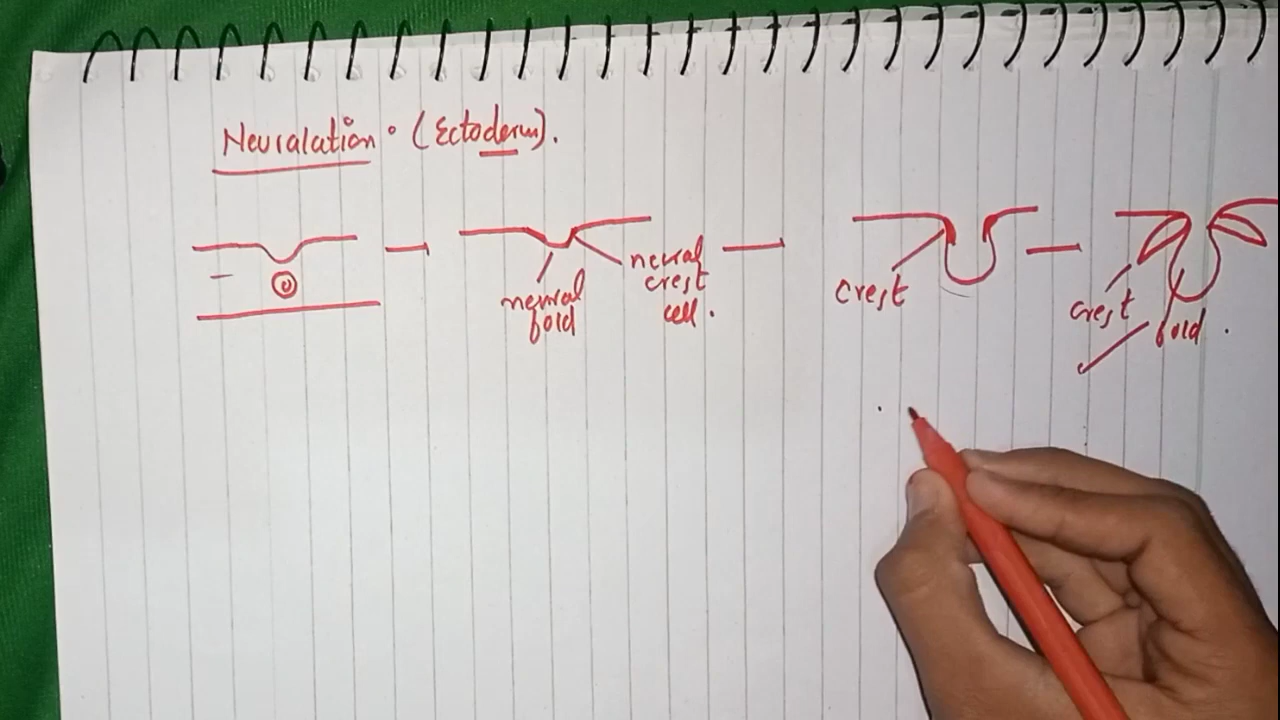 Neuralation • (Ectoderm).
neural
fold
neural
crest
cell.
crest
crest
fold.